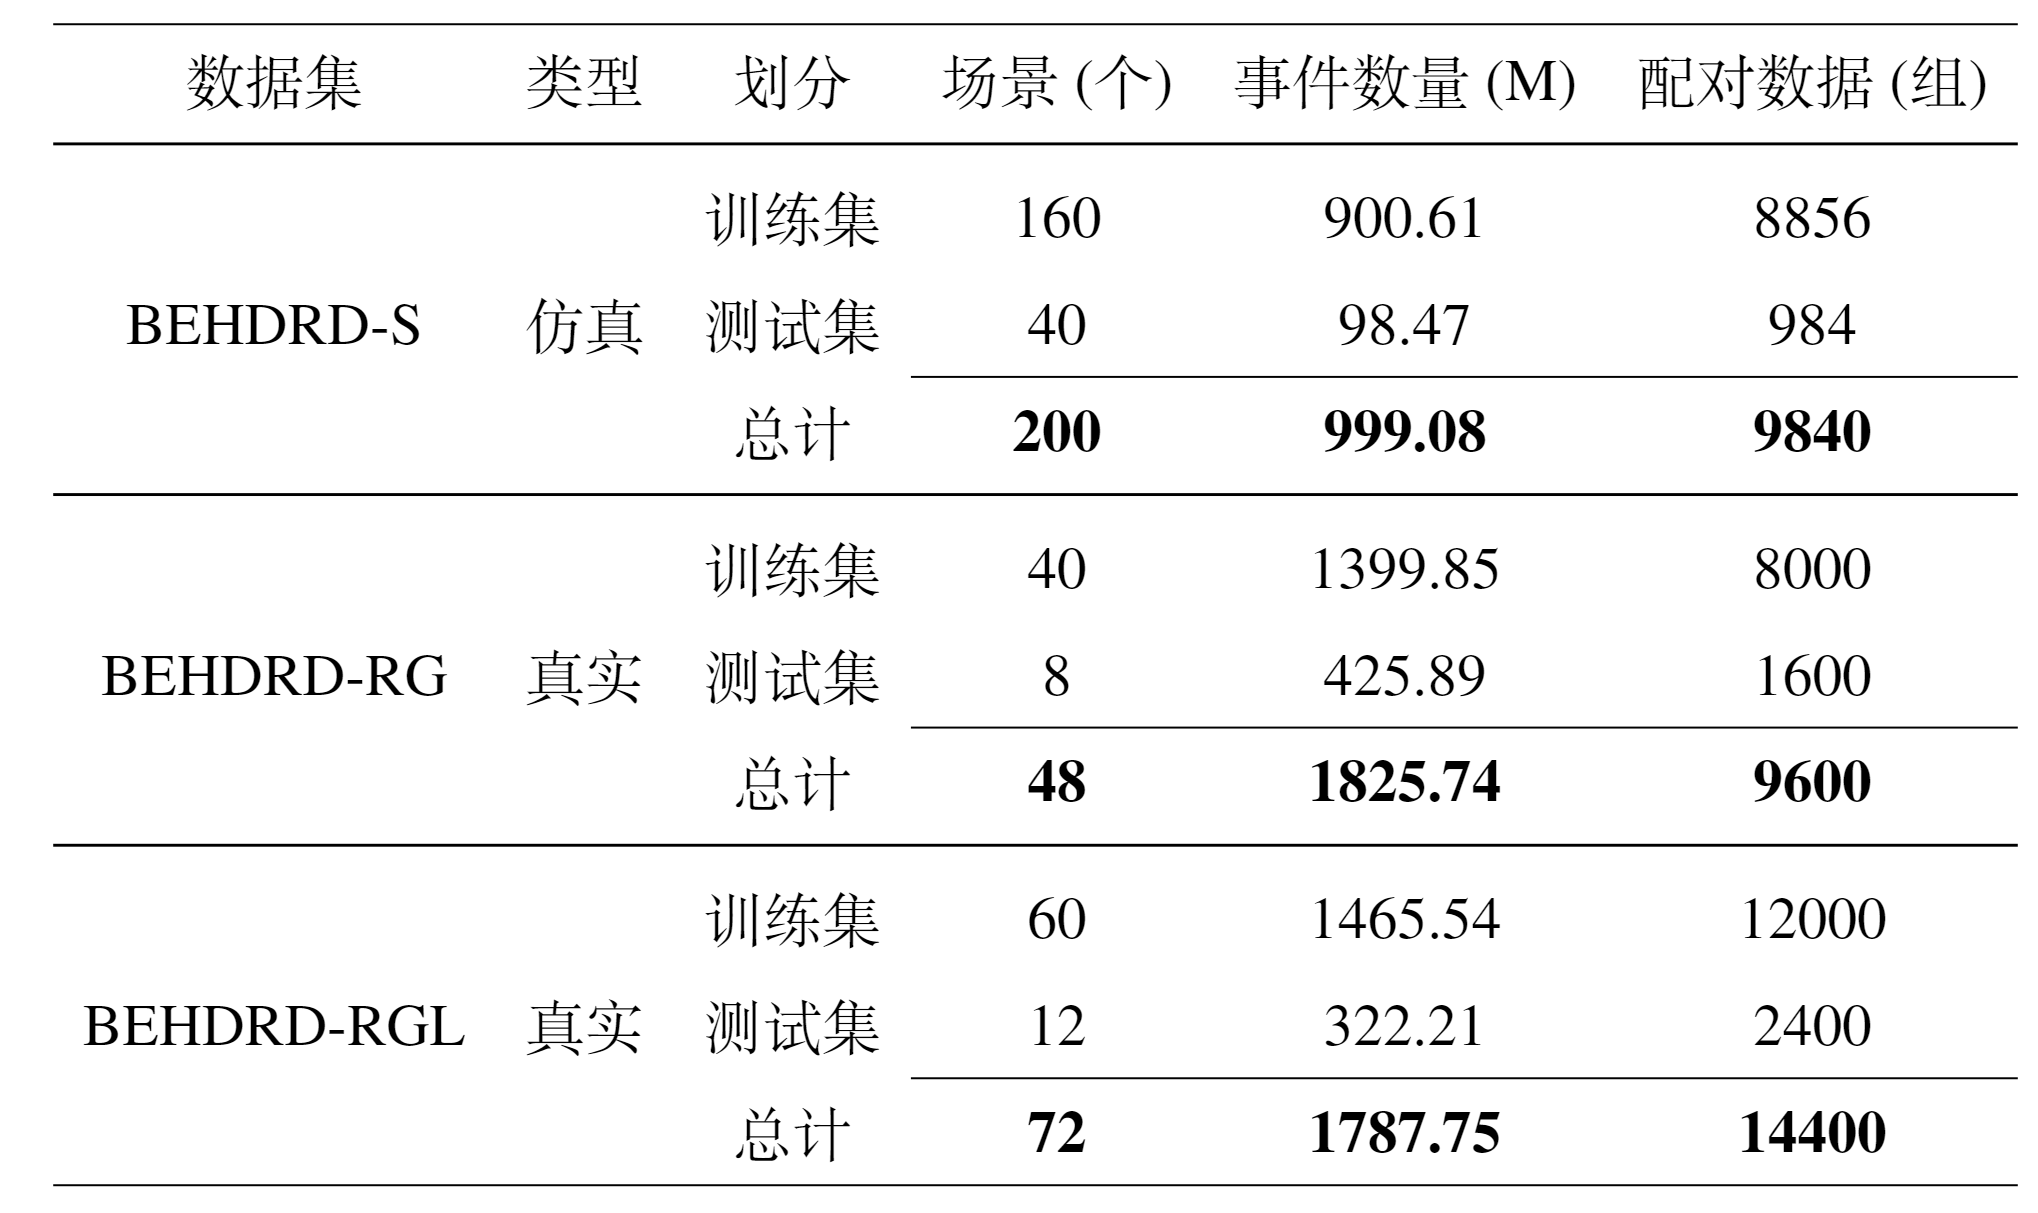 数据集 类型 划分 场景 (个) 事件数量 (M) 配对数据 (组)
训练集 160 900.61 8856
BEHDRD-S 仿真 测试集 40 98.47 984
总计 200 999.08 9840
训练集 40 1399.85 8000
BEHDRD-RG 真实 测试集 8 425.89 1600
总计 48 1825.74 9600
训练集 60 1465.54 12000
BEHDRD-RGL 真实 测试集 12 322.21 2400
总计 72 1787.75 14400